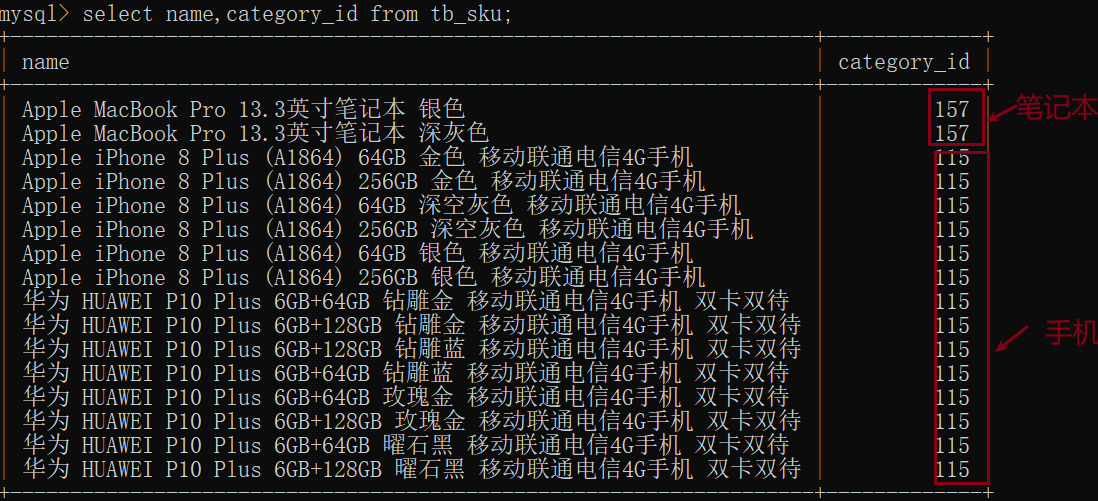 mysql> select name,category_id from tb_sku;
name category_id
Apple MacBook Pro 13.3英寸笔记本 银色 157 笔记本
Apple MacBook Pro 13.3英寸笔记本 深灰色 157
Apple iPhone 8 Plus (A1864) 64GB 金色 移动联通电信4G手机 115
Apple iPhone 8 Plus (A1864) 256GB 金色 移动联通电信4G手机 115
Apple iPhone 8 Plus (A1864) 64GB 深空灰色 移动联通电信4G手机 115
Apple iPhone 8 Plus (A1864) 256GB 深空灰色 移动联通电信4G手机 115
Apple iPhone 8 Plus (A1864) 64GB 银色 移动联通电信4G手机 115
Apple iPhone 8 Plus (A1864) 256GB 银色 移动联通电信4G手机 115
华为 HUAWEI P10 Plus 6GB+64GB 钻雕金 移动联通电信4G手机 双卡双待 115
华为 HUAWEI P10 Plus 6GB+128GB 钻雕金 移动联通电信4G手机 双卡双待 115 手机
华为 HUAWEI P10 Plus 6GB+128GB 钻雕蓝 移动联通电信4G手机 双卡双待 115
华为 HUAWEI P10 Plus 6GB+64GB 钻雕蓝 移动联通电信4G手机 双卡双待 115
华为 HUAWEI P10 Plus 6GB+64GB 玫瑰金 移动联通电信4G手机 双卡双待 115
华为 HUAWEI P10 Plus 6GB+128GB 玫瑰金 移动联通电信4G手机 双卡双待 115
华为 HUAWEI P10 Plus 6GB+64GB 曜石黑 移动联通电信4G手机 双卡双待 115
华为 HUAWEI P10 Plus 6GB+128GB 曜石黑 移动联通电信4G手机 双卡双待 115